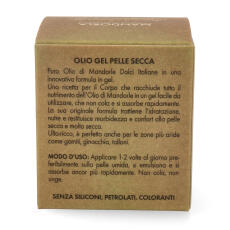 MANDORLA
OLIO GEL PELLE SECCA
Puro Olio di Mandorle Dolci Italiane in una
innovativa formula in gel.
Una ricetta per il Corpo che racchiude tutto il
nutrimento dell'Olio di Mandorle in un gel facile da
utilizzare, che non cola e si assorbe rapidamente.
La sua originale formula trattiene l'idratazione,
nutre e restituisce morbidezza e comfort alla pelle
secca e molto secca.
Ultraricco, è perfetto anche per le zone più aride
come gomiti, ginocchia, talloni.
MODO D'USO: Applicare 1-2 volte al giorno pre-
feribilmente sulla pelle umida, si emulsiona e si
assorbe ancor più rapidamente. Non cola, non
unge.
SENZA SILICONI, PETROLATI, COLORANTI